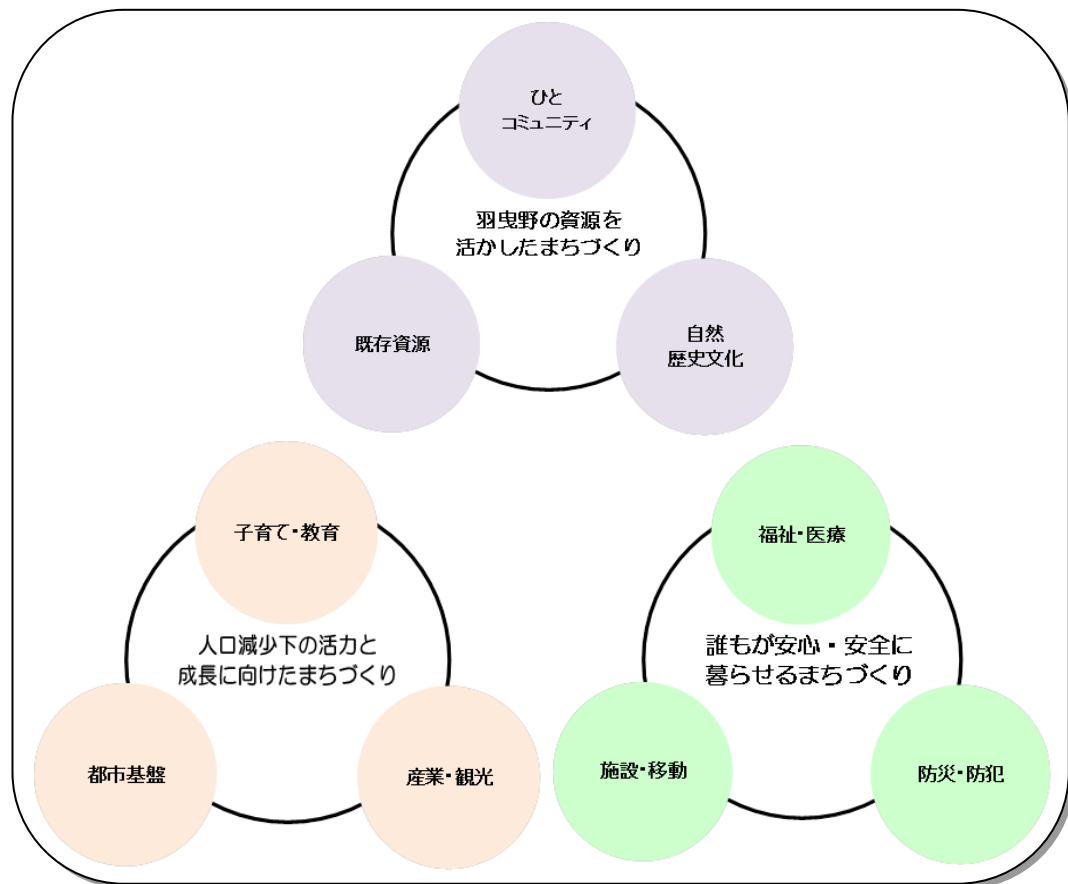 ひと
コミュニティ
羽曳野の資源を
活かしたまちづくり
既存資源
自然
歴史文化
子育て・教育
人口減少下の活力と
成長に向けたまちづくり
都市基盤
産業・観光
福祉・医療
誰もが安心・安全に
暮らせるまちづくり
施設・移動
防災・防犯